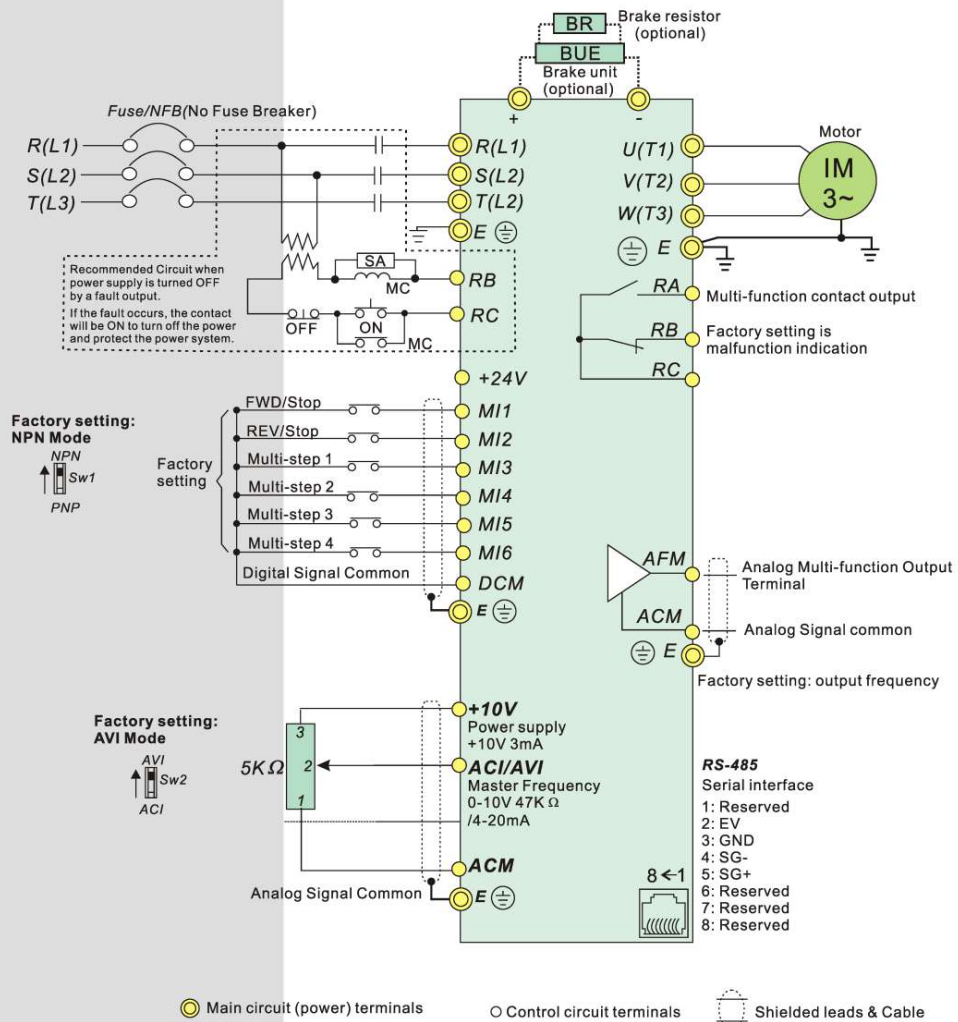 BR
Brake resistor
(optional)
BUE
Brake unit
(optional)
+
-
Fuse/NFB(No Fuse Breaker)
R(L1)
S(L2)
T(L3)
R(L1)
S(L2)
T(L2)
E
U(T1)
V(T2)
W(T3)
E
Motor
IM
3~
Recommended Circuit when
power supply is turned OFF
by a fault output.
If the fault occurs, the contact
will be ON to turn off the power
and protect the power system.
SA
MC
OFF
ON
MC
RB
RC
RA
Multi-function contact output
RB
Factory setting is
malfunction indication
RC
+24V
Factory setting:
NPN Mode
NPN
Sw1
PNP
Factory
setting
FWD/Stop
MI1
REV/Stop
MI2
Multi-step 1
MI3
Multi-step 2
MI4
Multi-step 3
MI5
Multi-step 4
MI6
Digital Signal Common
DCM
E
AFM
Analog Multi-function Output
Terminal
ACM
Analog Signal common
E
Factory setting: output frequency
Factory setting:
AVI Mode
AVI
Sw2
ACI
5KΩ
3
2
1
+10V
Power supply
+10V 3mA
ACI/AVI
Master Frequency
0-10V 47KΩ
/4-20mA
ACM
Analog Signal Common
E
RS-485
Serial interface
1: Reserved
2: EV
3: GND
4: SG-
5: SG+
6: Reserved
7: Reserved
8: Reserved
8←1
Main circuit (power) terminals
Control circuit terminals
Shielded leads & Cable